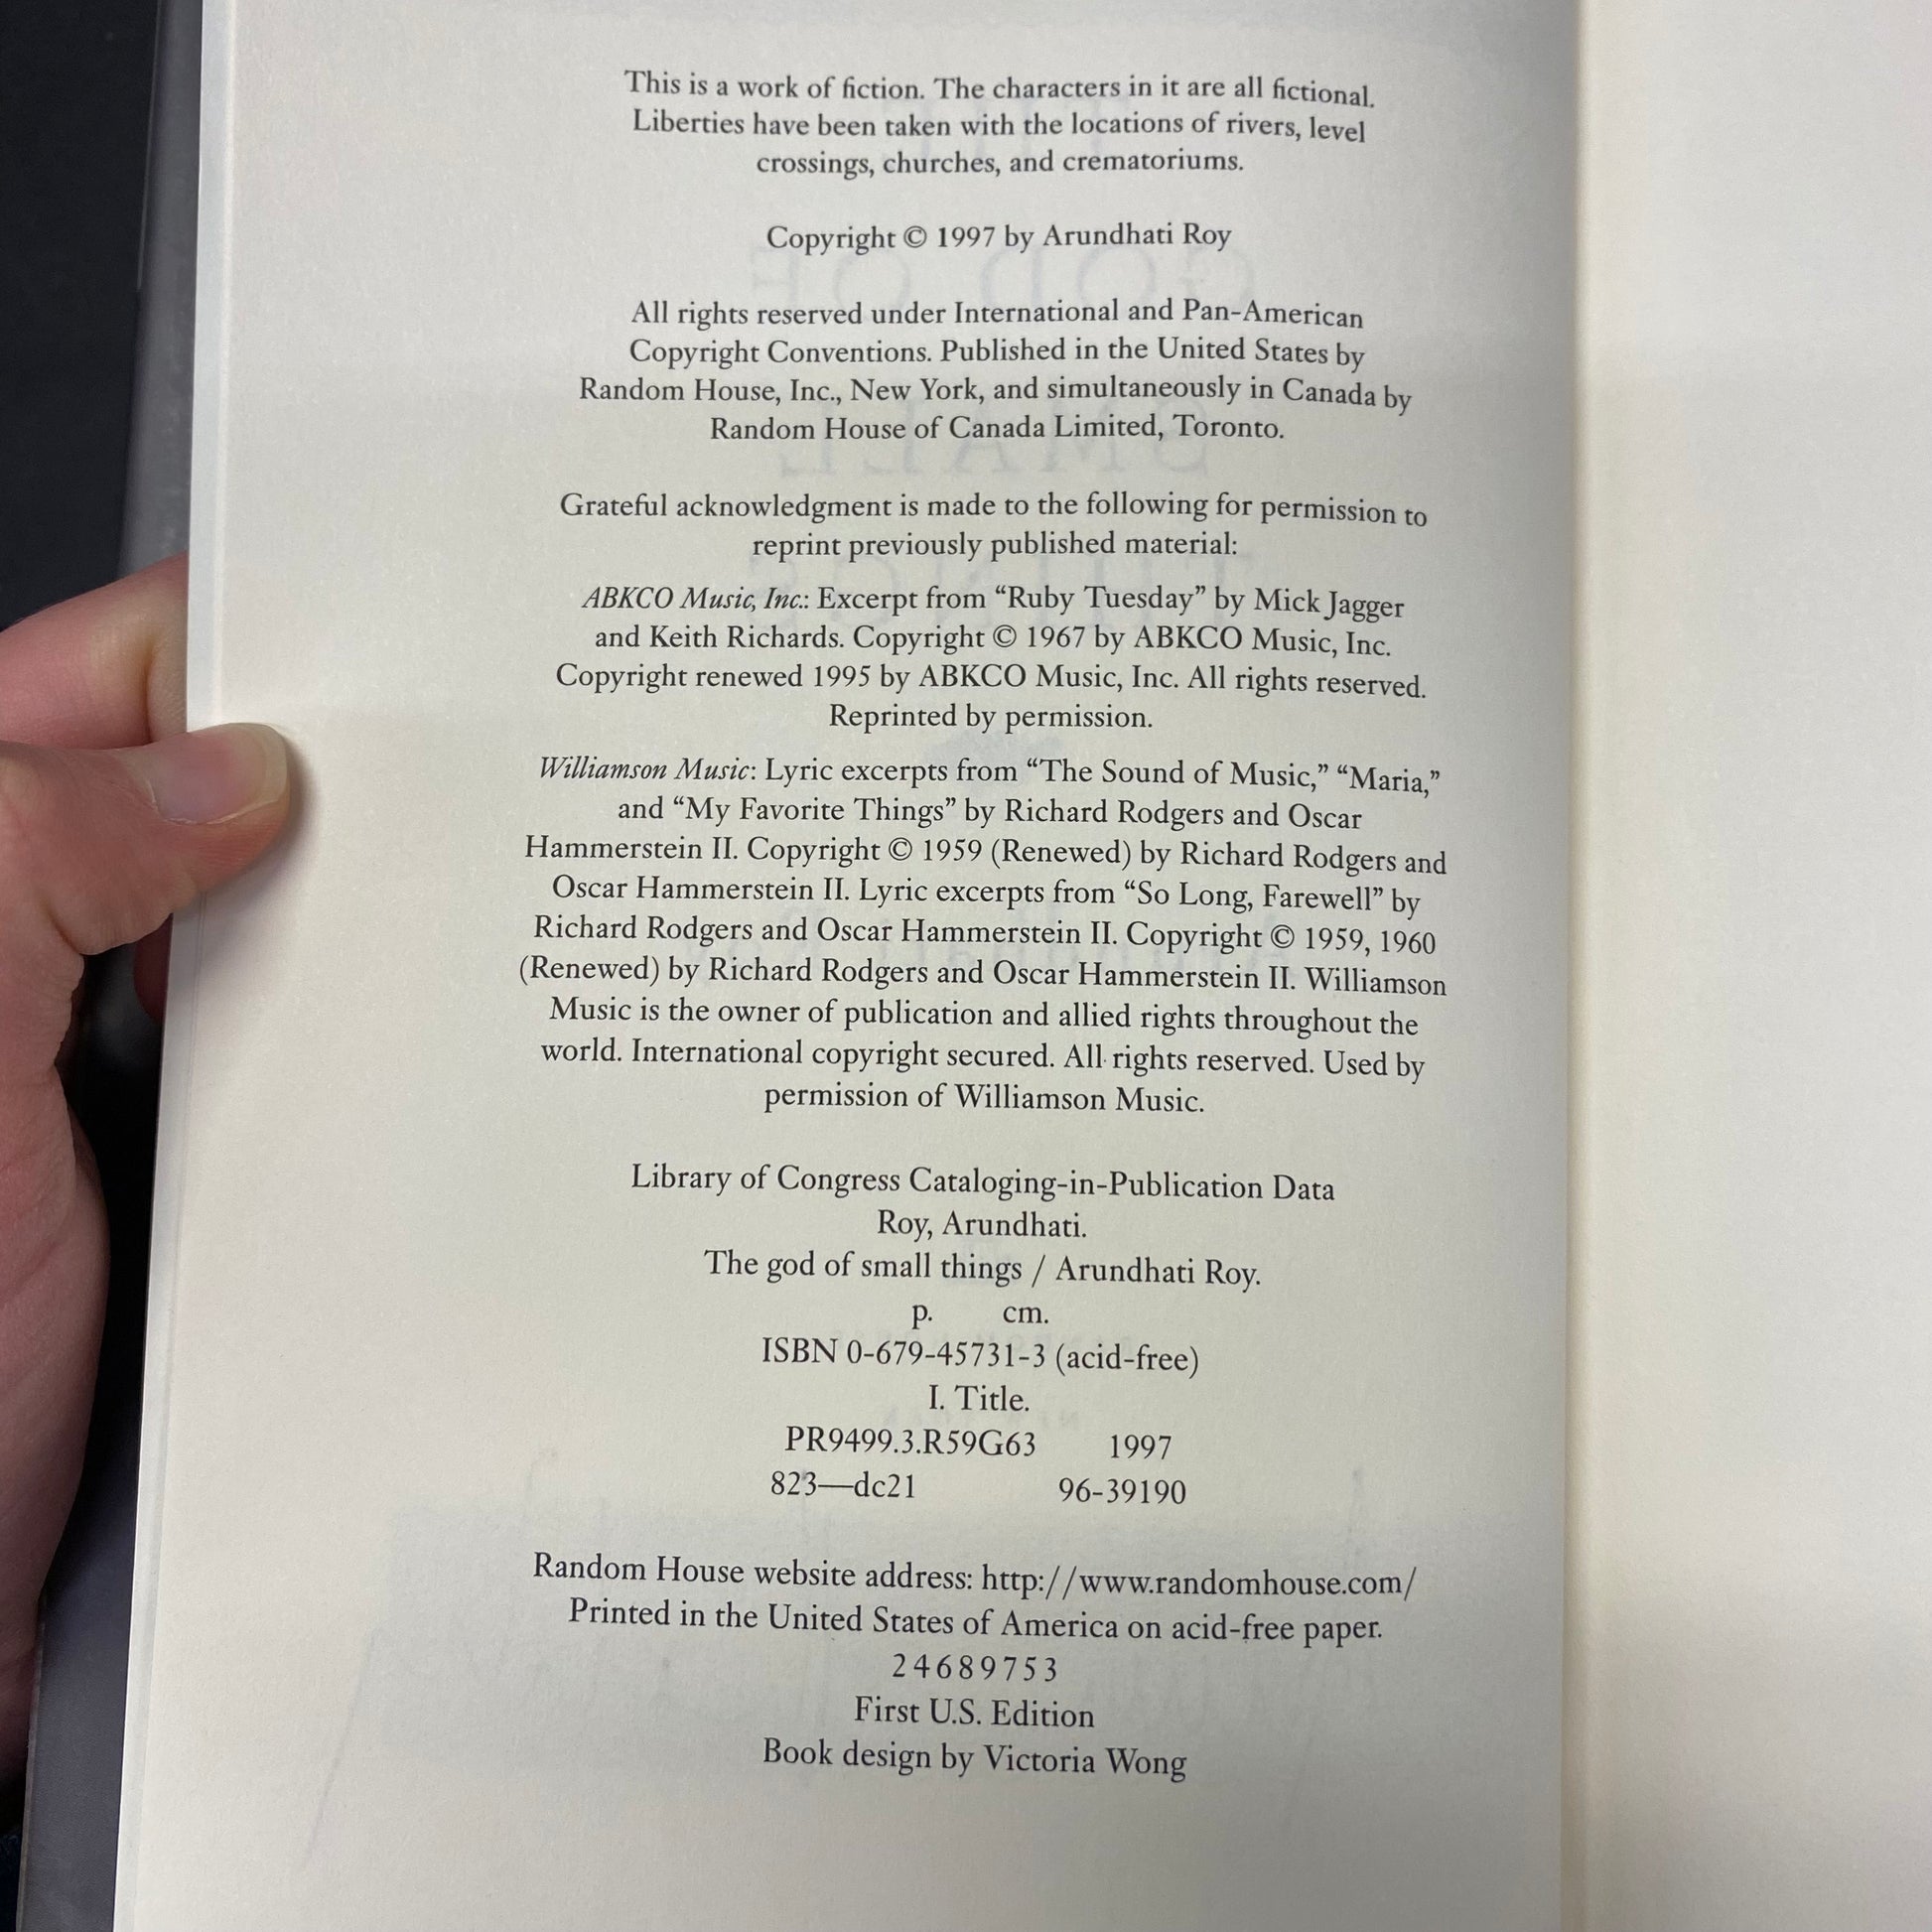 This is a work of fiction. The characters in it are all fictional.
Liberties have been taken with the locations of rivers, level
crossings, churches, and crematoriums.
Copyright © 1997 by Arundhati Roy
All rights reserved under International and Pan-American
Copyright Conventions. Published in the United States by
Random House, Inc., New York, and simultaneously in Canada by
Random House of Canada Limited, Toronto.
Grateful acknowledgment is made to the following for permission to
reprint previously published material:
ABKCO Music, Inc.: Excerpt from “Ruby Tuesday” by Mick Jagger
and Keith Richards. Copyright © 1967 by ABKCO Music, Inc.
Copyright renewed 1995 by ABKCO Music, Inc. All rights reserved.
Reprinted by permission.
Williamson Music: Lyric excerpts from “The Sound of Music,” “Maria,”
and “My Favorite Things” by Richard Rodgers and Oscar
Hammerstein II. Copyright © 1959 (Renewed) by Richard Rodgers and
Oscar Hammerstein II. Lyric excerpts from “So Long, Farewell” by
Richard Rodgers and Oscar Hammerstein II. Copyright © 1959, 1960
(Renewed) by Richard Rodgers and Oscar Hammerstein II. Williamson
Music is the owner of publication and allied rights throughout the
world. International copyright secured. All rights reserved. Used by
permission of Williamson Music.
Library of Congress Cataloging-in-Publication Data
Roy, Arundhati.
The god of small things / Arundhati Roy.
p. cm.
ISBN 0-679-45731-3 (acid-free)
I. Title.
PR9499.3.R59G63 1997
823—dc21 96-39190
Random House website address: http://www.randomhouse.com/
Printed in the United States of America on acid-free paper.
2 4 6 8 9 7 5 3
First U.S. Edition
Book design by Victoria Wong